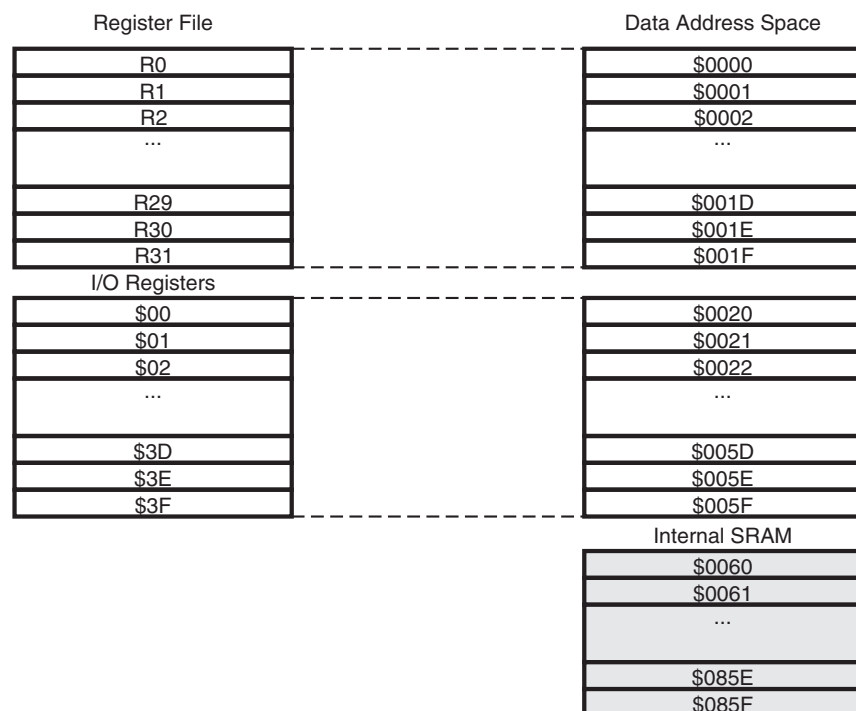 Register File
R0
R1
R2
...
R29
R30
R31
I/O Registers
$00
$01
$02
...
$3D
$3E
$3F
Data Address Space
$0000
$0001
$0002
...
$001D
$001E
$001F
$0020
$0021
$0022
...
$005D
$005E
$005F
Internal SRAM
$0060
$0061
...
$085E
$085F